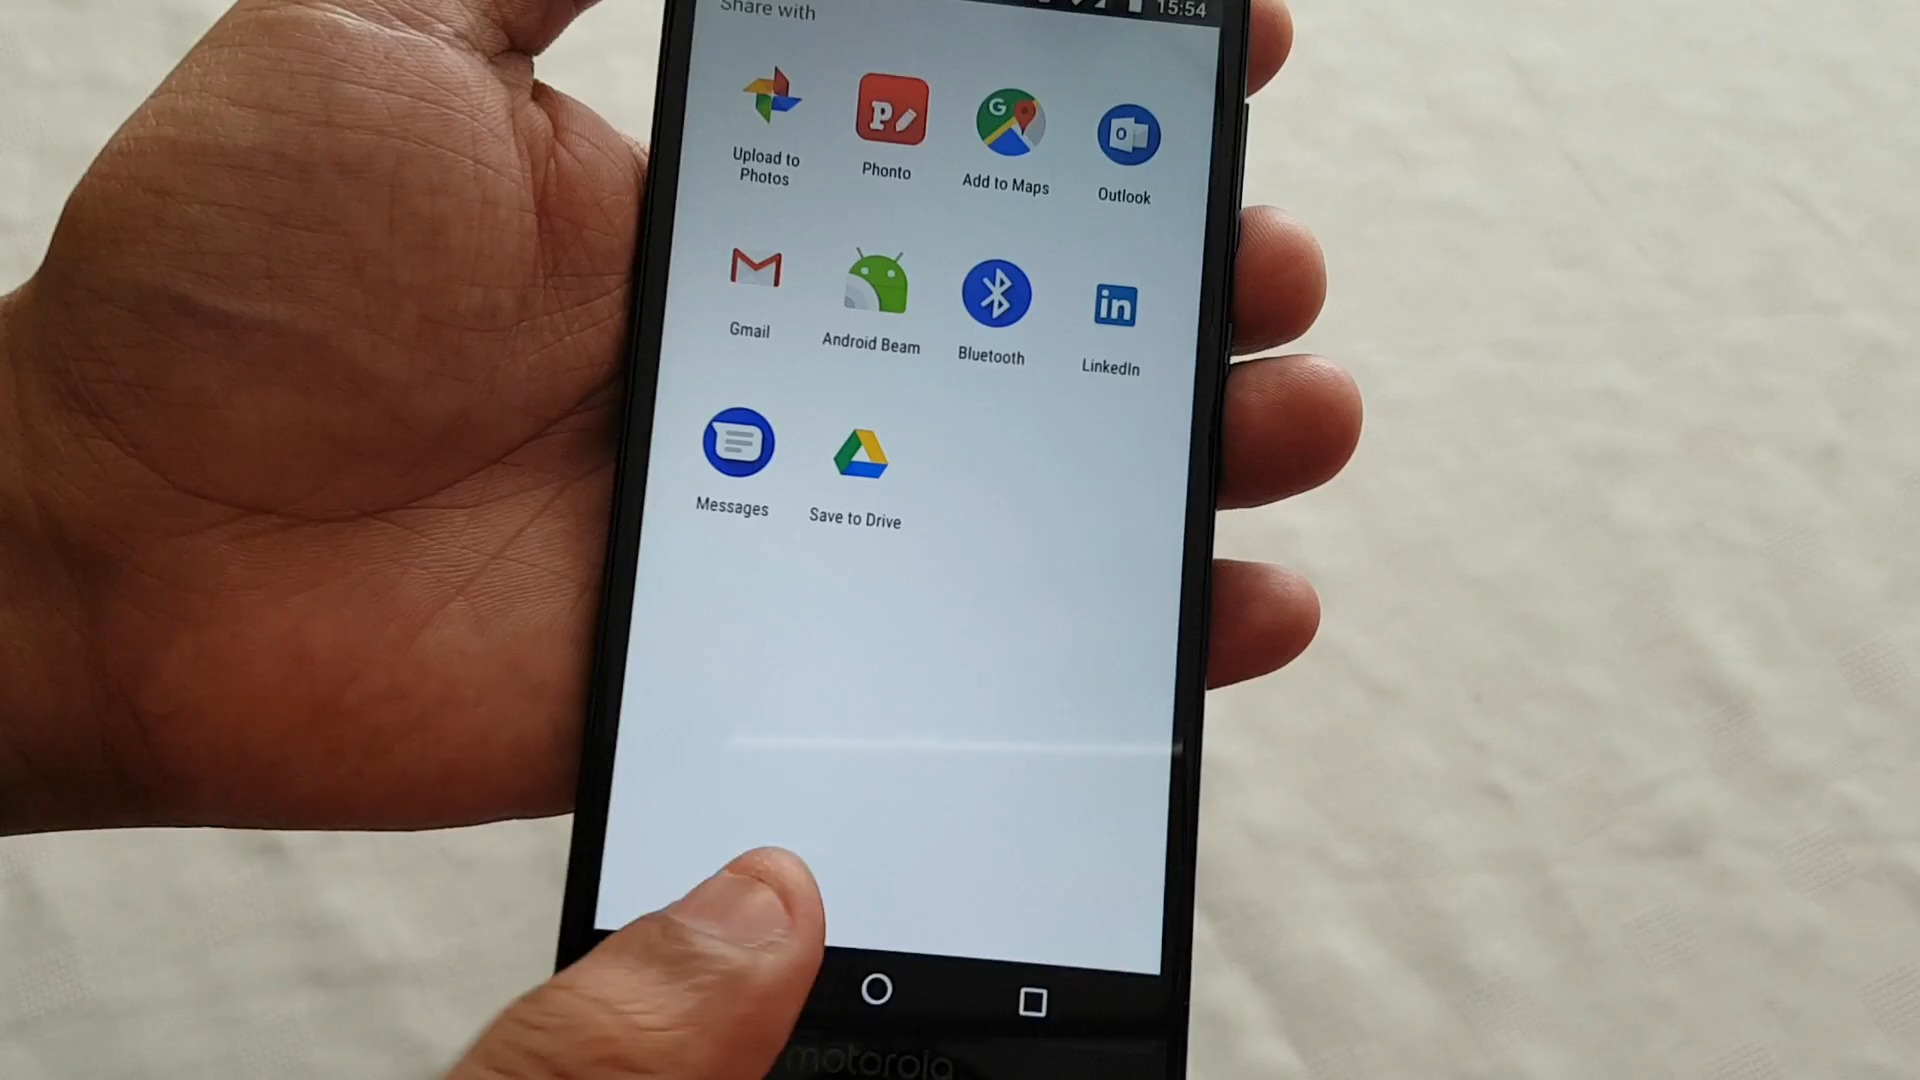 15:54
Share with
Upload to
Photos
Phonto
Add to Maps
Outlook
Gmail
Android Beam
Bluetooth
LinkedIn
Messages
Save to Drive
motorola